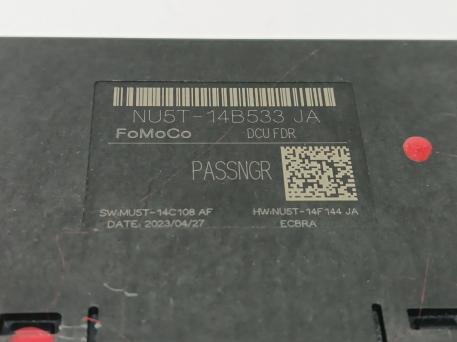 NU5T-14B533 JA
FoMoCo DCU FDR
PASSNGR
SW:MU5T-14C108 AF HW:NU5T-14F144 JA
DATE: 2023/04/27 ECBRA